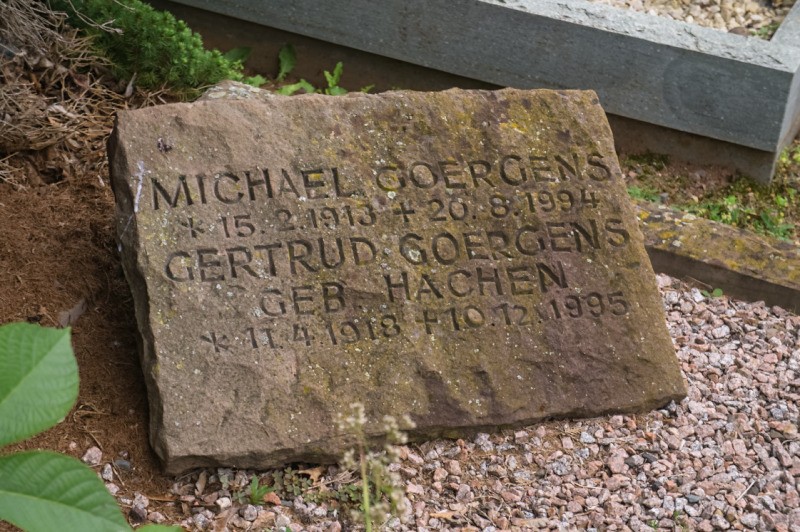 MICHAEL GOERGENS
* 15.2.1913 + 20.8.1994
GERTRUD GOERGENS
GEB. HACHEN
* 11.4.1918 + 10.12.1995